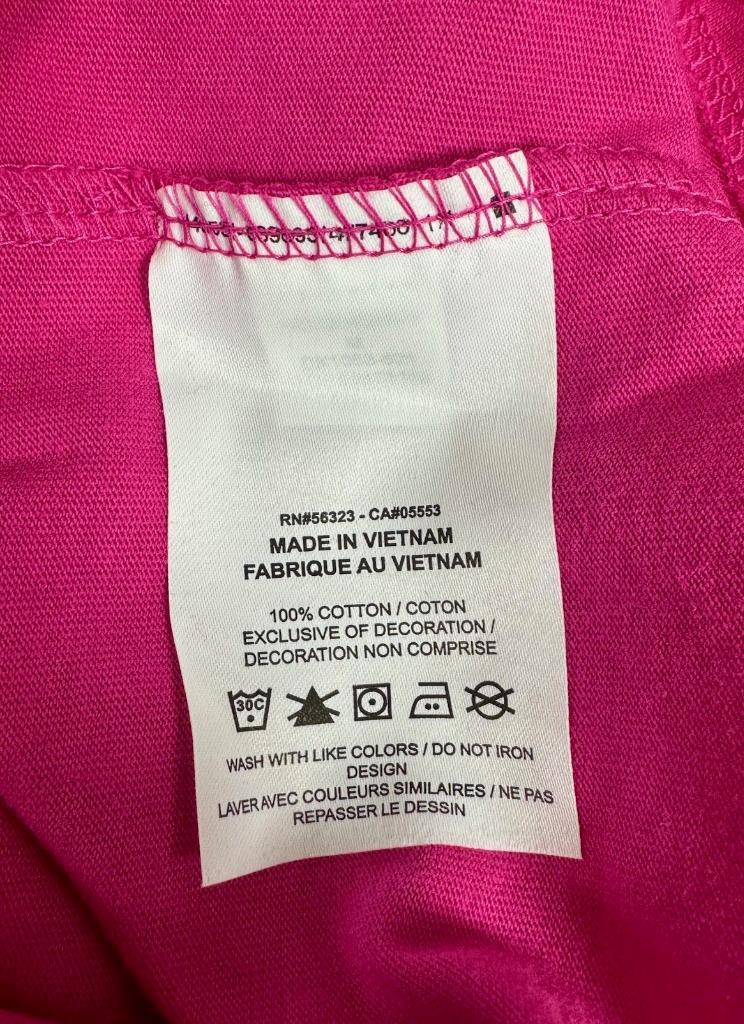 RN#56323 - CA#05553
MADE IN VIETNAM
FABRIQUE AU VIETNAM
100% COTTON / COTON
EXCLUSIVE OF DECORATION /
DECORATION NON COMPRISE
30C
WASH WITH LIKE COLORS / DO NOT IRON
DESIGN
LAVER AVEC COULEURS SIMILAIRES / NE PAS
REPASSER LE DESSIN